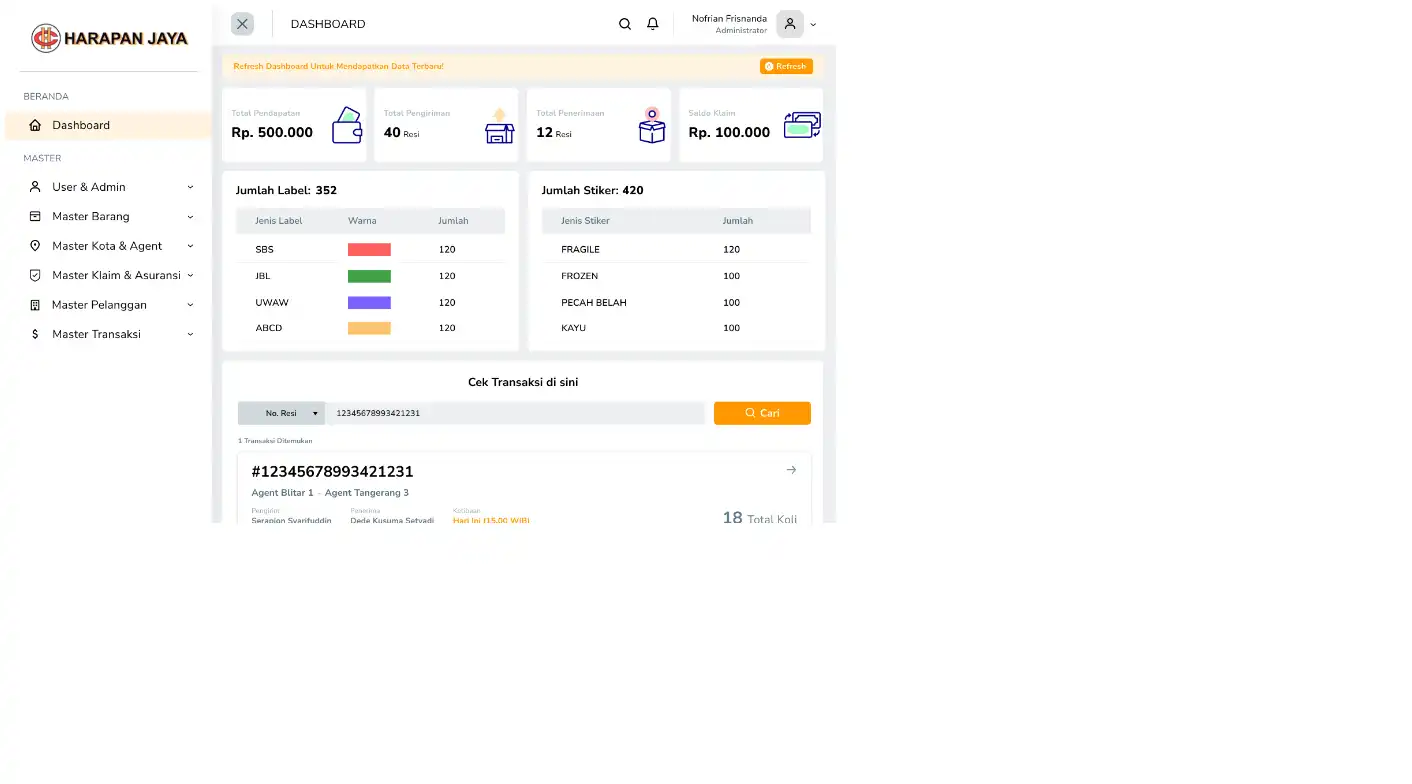 HARAPAN JAYA
BERANDA
Dashboard
MASTER
User & Admin
Master Barang
Master Kota & Agent
Master Klaim & Asuransi
Master Pelanggan
Master Transaksi
DASHBOARD
Nofrian Frisnanda
Administrator
Refresh Dashboard Untuk Mendapatkan Data Terbaru!
Refresh
Total Pendapatan
Rp. 500.000
Total Pengiriman
40 Resi
Total Penerimaan
12 Resi
Saldo Klaim
Rp. 100.000
Jumlah Label: 352
Jenis Label Warna Jumlah
SBS 120
JBL 120
UWAW 120
ABCD 120
Jumlah Stiker: 420
Jenis Stiker Jumlah
FRAGILE 120
FROZEN 100
PECAH BELAH 100
KAYU 100
Cek Transaksi di sini
No. Resi 12345678993421231 Cari
1 Transaksi Ditemukan
#12345678993421231
Agent Blitar 1 - Agent Tangerang 3
Pengirim Penerima Ketibaan
Serapion Syarifuddin Dede Kusuma Setyadi Hari Ini (15.00 WIB)
18 Total Koli